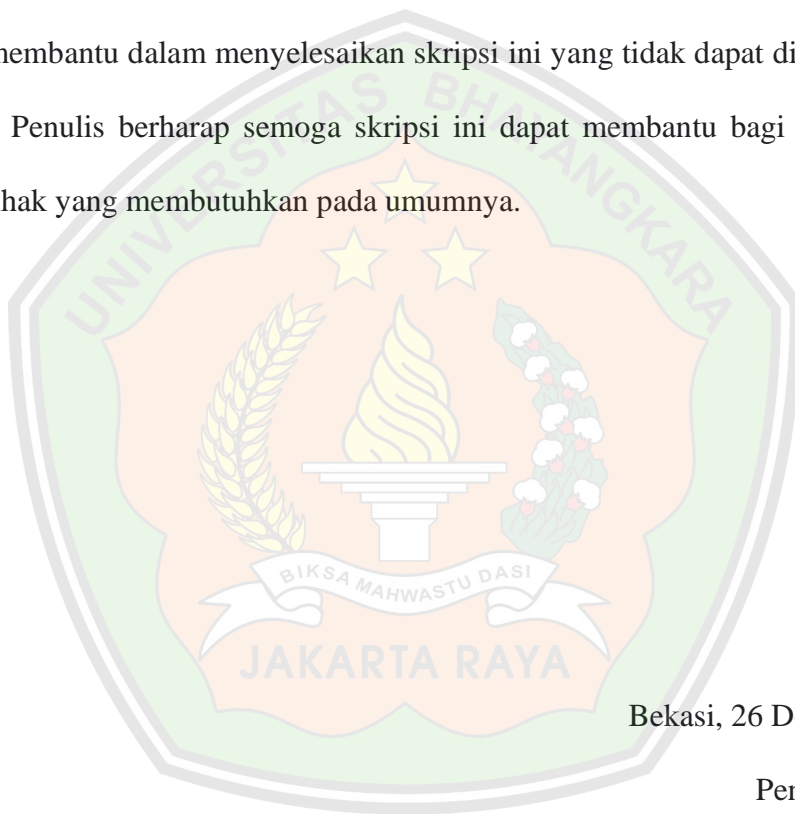 membantu dalam menyelesaikan skripsi ini yang tidak dapat di
Penulis berharap semoga skripsi ini dapat membantu bagi
hak yang membutuhkan pada umumnya.
UNIVERSITAS BHAYANGKARA
BIKSA MAHWASTU DASI
JAKARTA RAYA
Bekasi, 26 D
Pen